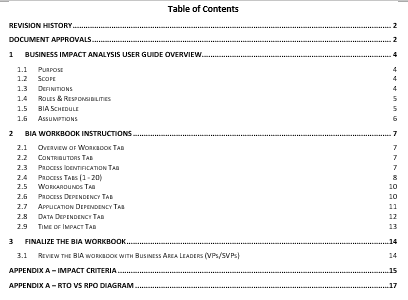 Table of Contents
REVISION HISTORY 2
DOCUMENT APPROVALS 2
1 BUSINESS IMPACT ANALYSIS USER GUIDE OVERVIEW 4
1.1 PURPOSE 4
1.2 SCOPE 4
1.3 DEFINITIONS 4
1.4 ROLES & RESPONSIBILITIES 5
1.5 BIA SCHEDULE 5
1.6 ASSUMPTIONS 6
2 BIA WORKBOOK INSTRUCTIONS 7
2.1 OVERVIEW OF WORKBOOK TAB 7
2.2 CONTRIBUTORS TAB 7
2.3 PROCESS IDENTIFICATION TAB 7
2.4 PROCESS TABS (1 - 20) 8
2.5 WORKAROUNDS TAB 10
2.6 PROCESS DEPENDENCY TAB 10
2.7 APPLICATION DEPENDENCY TAB 11
2.8 DATA DEPENDENCY TAB 12
2.9 TIME OF IMPACT TAB 13
3 FINALIZE THE BIA WORKBOOK 14
3.1 REVIEW THE BIA WORKBOOK WITH BUSINESS AREA LEADERS (VPS/SVPS) 14
APPENDIX A – IMPACT CRITERIA 15
APPENDIX A – RTO VS RPO DIAGRAM 17